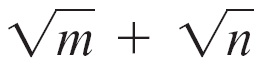 √m + √n